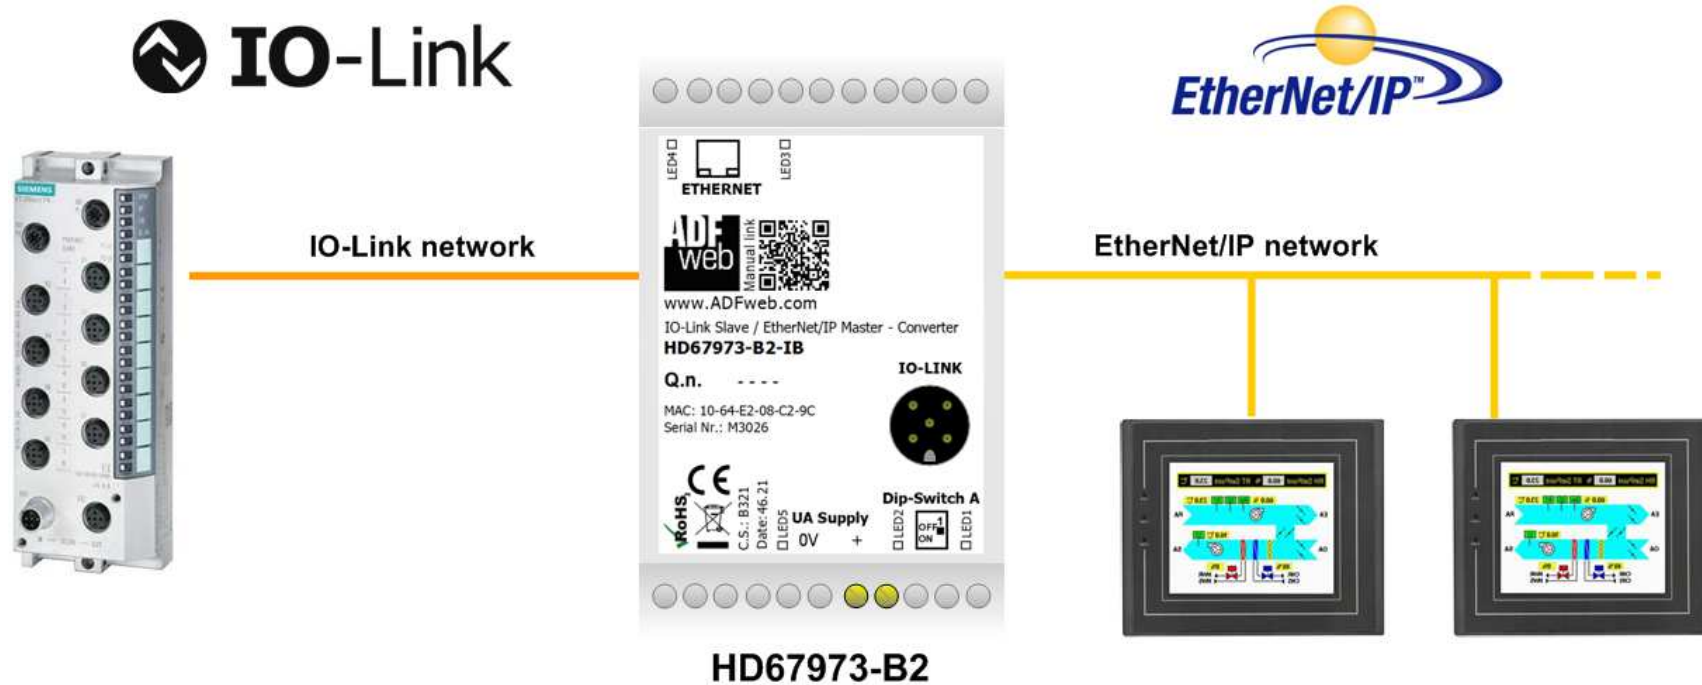 IO-Link
EtherNet/IP™
SIEMENS
IO-Link network
EtherNet/IP network
LED4
LED3
ETHERNET
ADF
web
Manual link
www.ADFweb.com
IO-Link Slave / EtherNet/IP Master - Converter
HD67973-B2-IB
Q.n. - - - -
IO-LINK
MAC: 10-64-E2-08-C2-9C
Serial Nr.: M3026
CE
RoHS
C.S.: B321
Date: 46.21
LED5
UA Supply
0V +
Dip-Switch A
LED2
OFF 1
ON
LED1
HD67973-B2